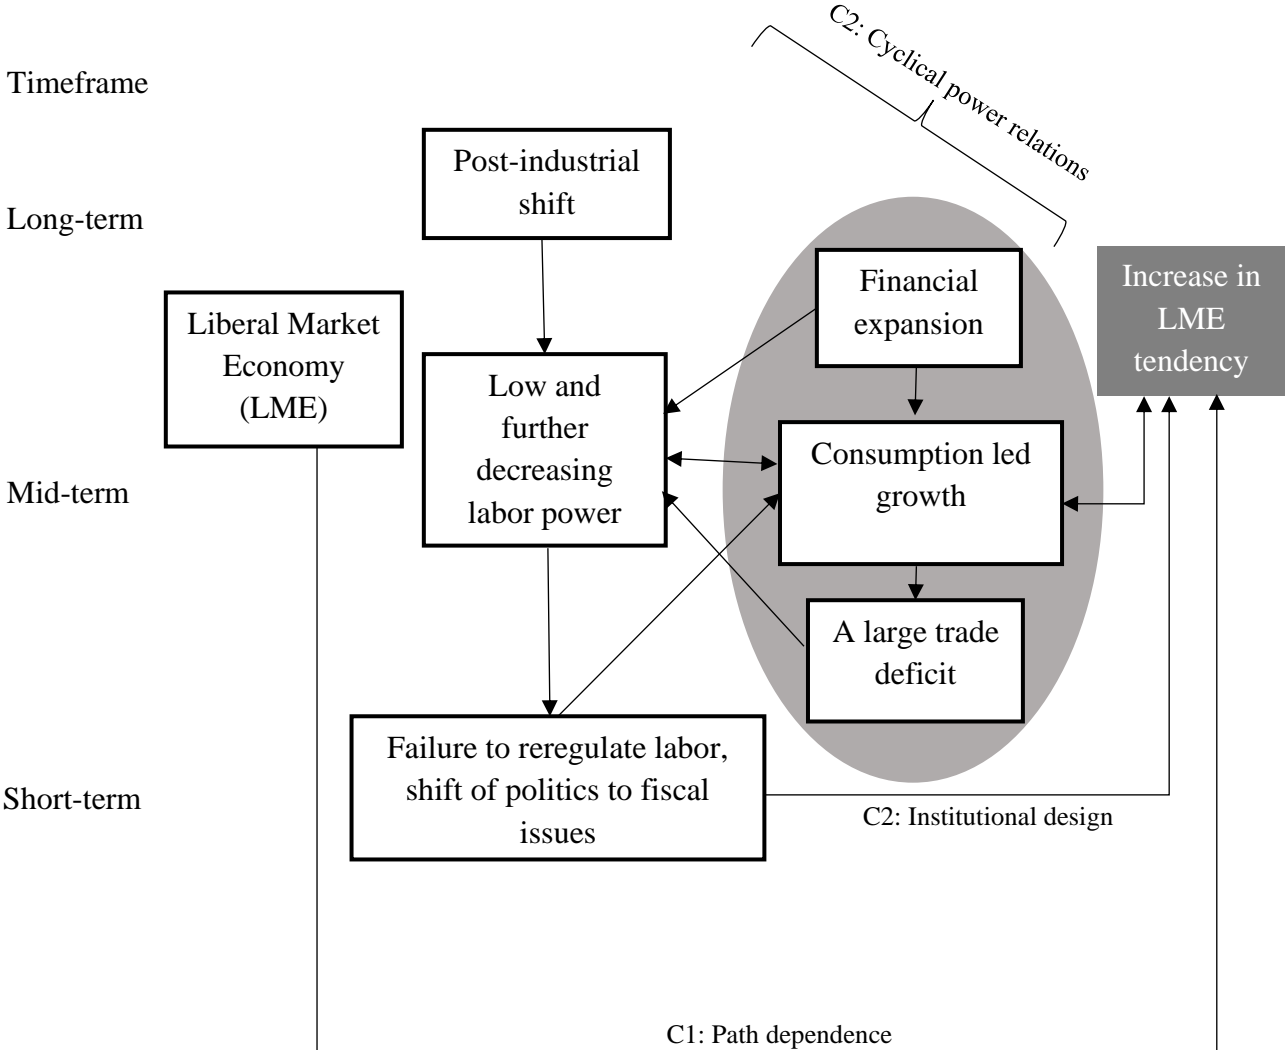 C2: Cyclical power relations
Timeframe
Post-industrial
shift
Long-term
Financial
expansion
Increase in
LME
tendency
Liberal Market
Economy
(LME)
Low and
further
decreasing
labor power
Consumption led
growth
Mid-term
A large trade
deficit
Failure to reregulate labor,
shift of politics to fiscal
issues
Short-term
C2: Institutional design
C1: Path dependence